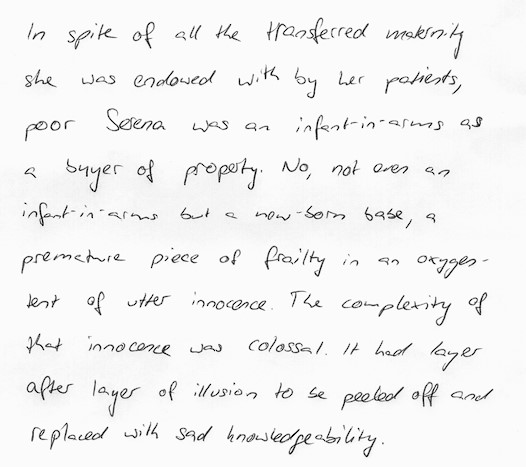 In spite of all the transferred maternity
she was endowed with by her patients,
poor Serena was an infant-in-arms as
a buyer of property. No, not even an
infant-in-arms but a new-born babe, a
premature piece of frailty in an oxygen-
tent of utter innocence. The complexity of
that innocence was colossal. It had layer
after layer of illusion to be peeled off and
replaced with sad knowledgeability.